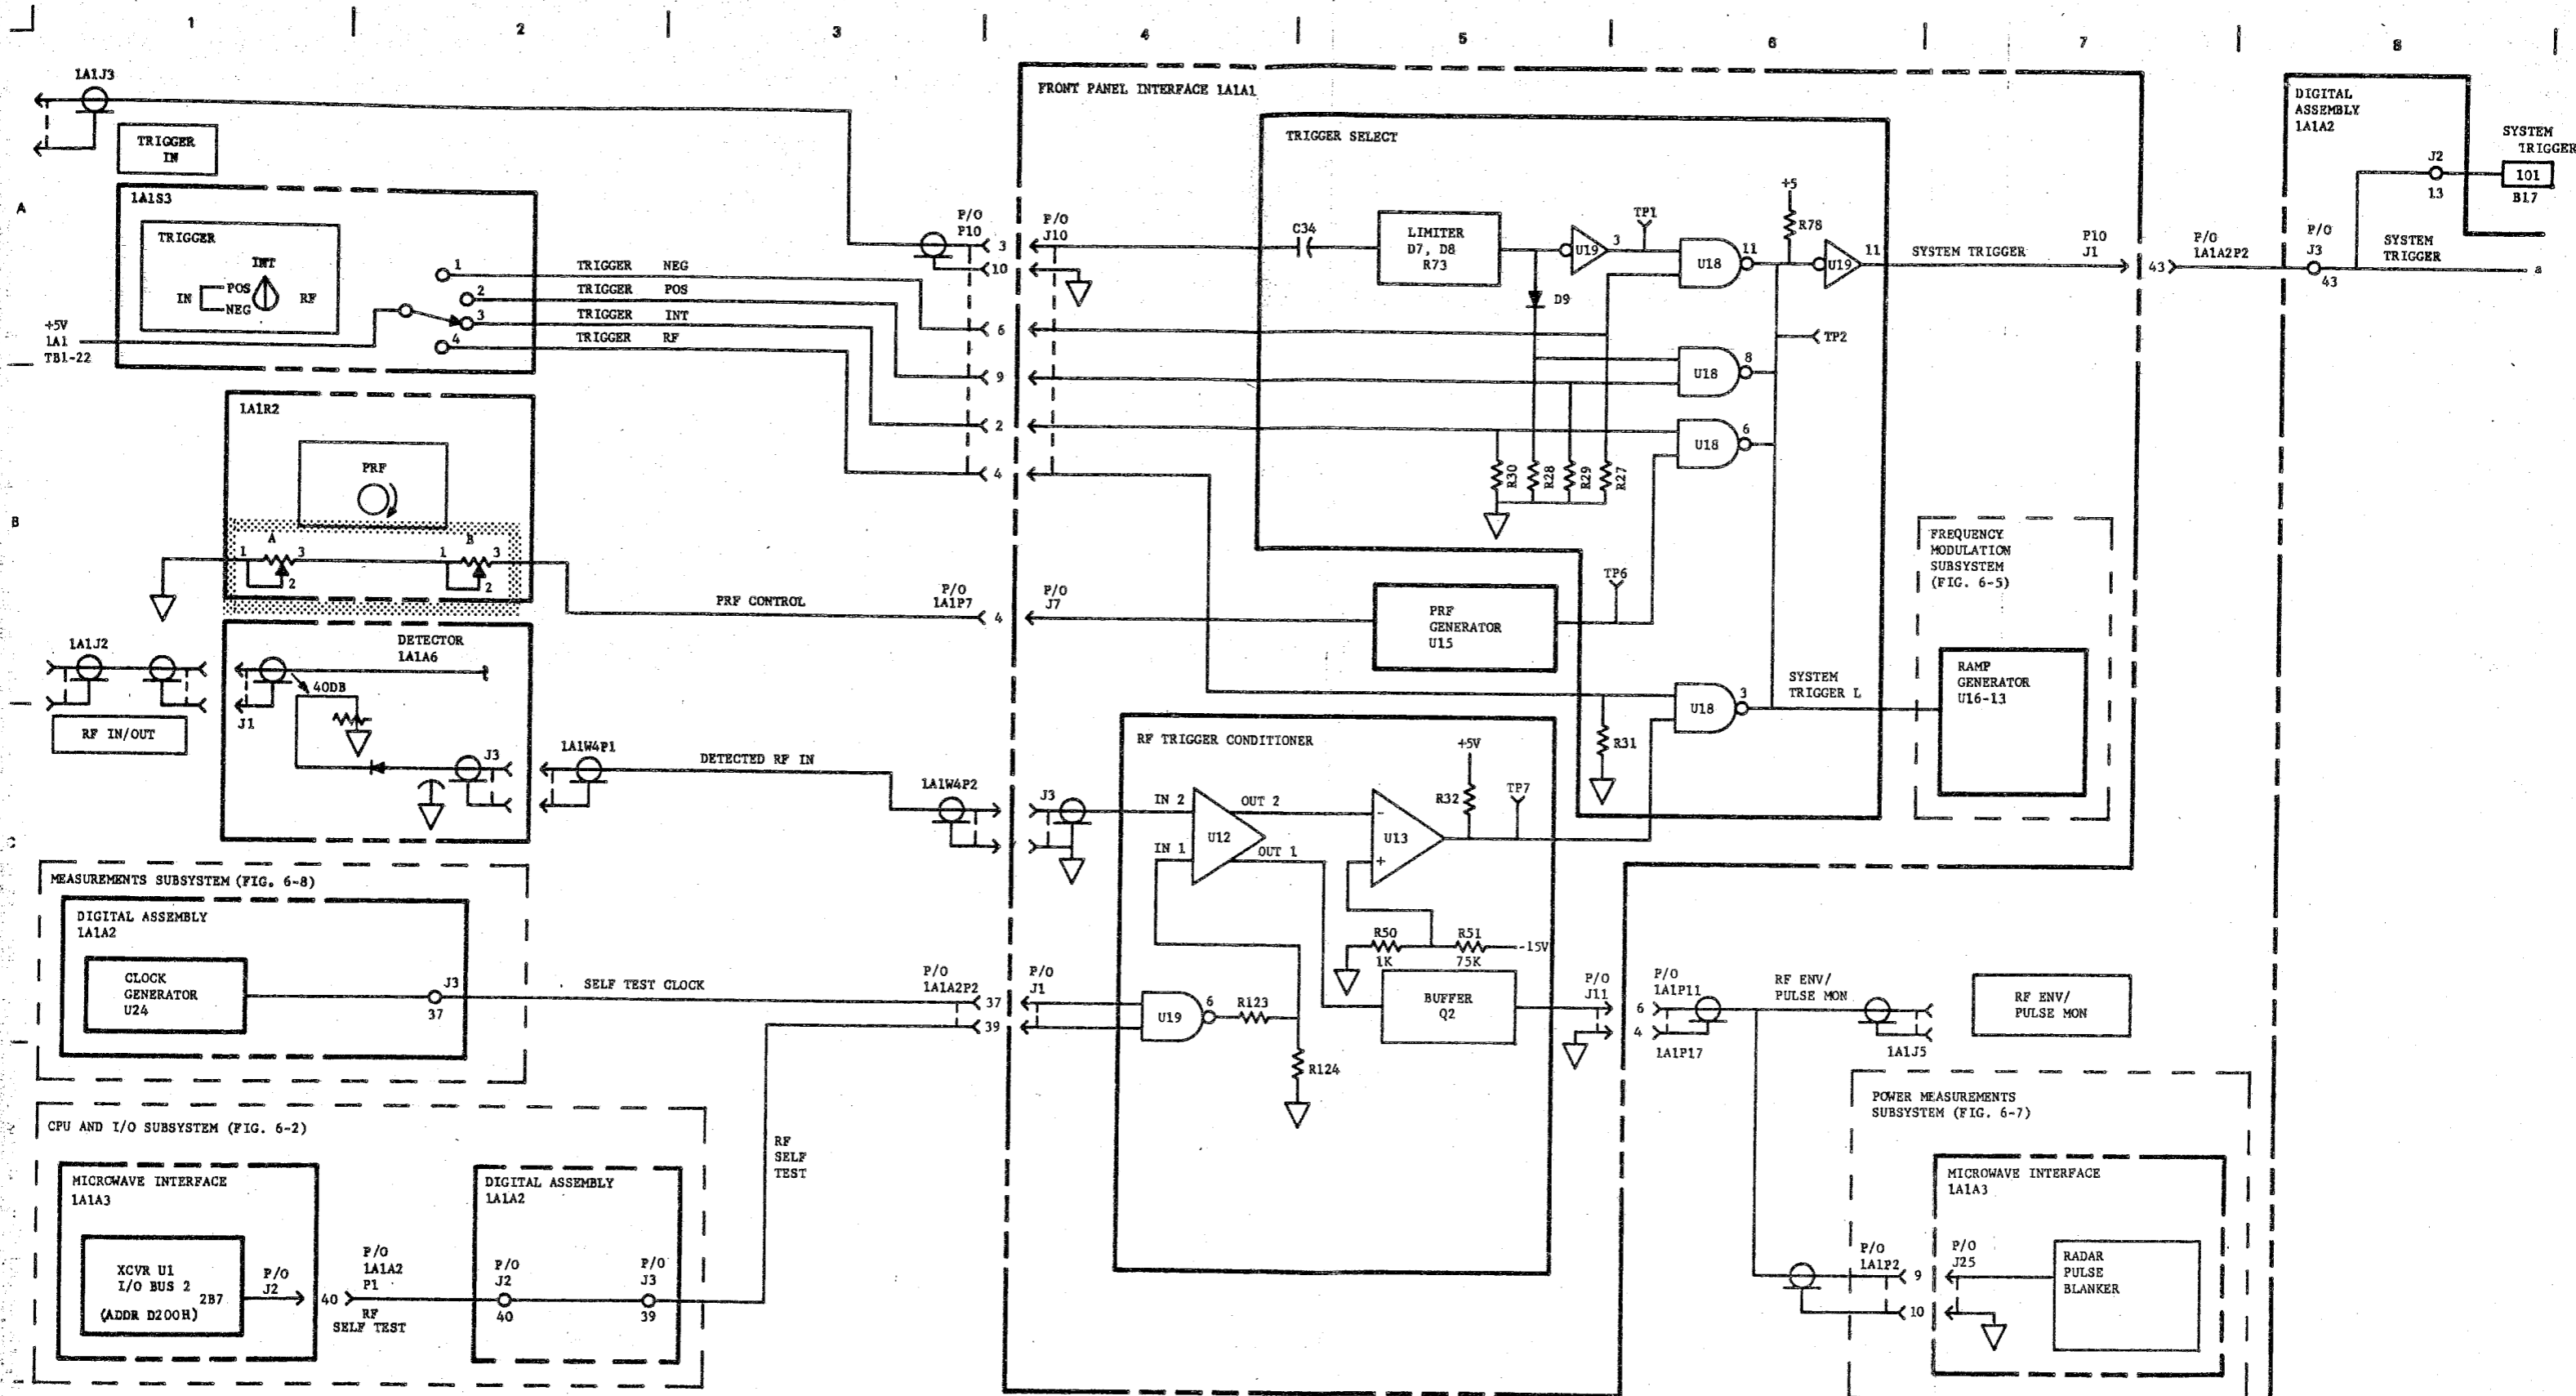 1 2 3 4 5 6 7 8
A
B
C
1A1J3
TRIGGER
IN
1A1S3
TRIGGER
INT
IN
POS
NEG
RF
+5V
1A1
TB1-22
1
2
3
4
TRIGGER NEG
TRIGGER POS
TRIGGER INT
TRIGGER RF
P/O
P10
3
10
6
9
2
4
P/O
J10
1A1R2
PRF
A
1 3
2
B
1 3
2
PRF CONTROL
P/O
1A1P7
4
P/O
J7
1A1J2
RF IN/OUT
DETECTOR
1A1A6
40DB
J1
J3
1A1W4P1
DETECTED RF IN
1A1W4P2
J3
MEASUREMENTS SUBSYSTEM (FIG. 6-8)
DIGITAL ASSEMBLY
1A1A2
CLOCK
GENERATOR
U24
J3
37
SELF TEST CLOCK
P/O
1A1A2P2
37
39
P/O
J1
CPU AND I/O SUBSYSTEM (FIG. 6-2)
MICROWAVE INTERFACE
1A1A3
XCVR U1
I/O BUS 2
2B7
(ADDR D200H)
P/O
J2
40
P/O
1A1A2
P1
RF
SELF TEST
DIGITAL ASSEMBLY
1A1A2
P/O
J2
40
P/O
J3
39
RF
SELF
TEST
FRONT PANEL INTERFACE 1A1A1
TRIGGER SELECT
C34
LIMITER
D7, D8
R73
U19
3
TP1
D9
U18
11
+5
R78
U19
11
TP2
U18
8
U18
6
R30
R28
R29
R27
PRF
GENERATOR
U15
TP6
U18
3
R31
SYSTEM
TRIGGER L
RF TRIGGER CONDITIONER
IN 2
OUT 2
U12
IN 1
OUT 1
-
U13
+
+5V
R32
TP7
R50
1K
R51
75K
-15V
U19
6
R123
R124
BUFFER
Q2
P/O
J11
6
4
P/O
1A1P11
1A1P17
RF ENV/
PULSE MON
1A1J5
RF ENV/
PULSE MON
FREQUENCY
MODULATION
SUBSYSTEM
(FIG. 6-5)
RAMP
GENERATOR
U16-13
SYSTEM TRIGGER
P10
J1
43
P/O
1A1A2P2
DIGITAL
ASSEMBLY
1A1A2
P/O
J3
43
SYSTEM
TRIGGER
J2
13
SYSTEM
TRIGGER
101
B17
a
POWER MEASUREMENTS
SUBSYSTEM (FIG. 6-7)
MICROWAVE INTERFACE
1A1A3
P/O
1A1P2
9
10
P/O
J25
RADAR
PULSE
BLANKER